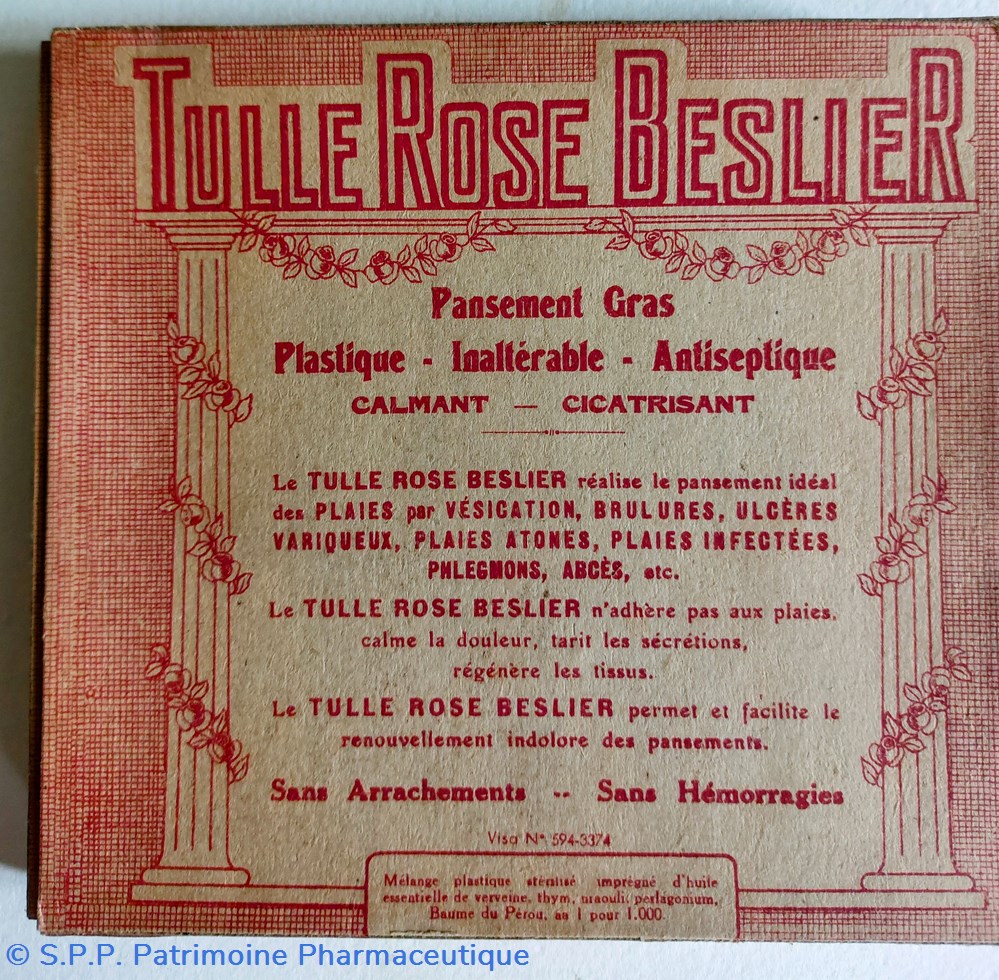 TULLE ROSE BESLIER
Pansement Gras
Plastique - Inaltérable - Antiseptique
CALMANT — CICATRISANT
Le TULLE ROSE BESLIER réalise le pansement idéal
des PLAIES par VÉSICATION, BRULURES, ULCÈRES
VARIQUEUX, PLAIES ATONES, PLAIES INFECTÉES,
PHLEGMONS, ABCÈS, etc.
Le TULLE ROSE BESLIER n'adhère pas aux plaies,
calme la douleur, tarit les sécrétions,
régénère les tissus.
Le TULLE ROSE BESLIER permet et facilite le
renouvellement indolore des pansements.
Sans Arrachements -- Sans Hémorragies
Visa N° 594-3374
Mélange plastique stérilisé imprégné d'huile
essentielle de verveine, thym, niaouli, perlagonum,
Baume du Pérou, aa 1 pour 1.000.
© S.P.P. Patrimoine Pharmaceutique